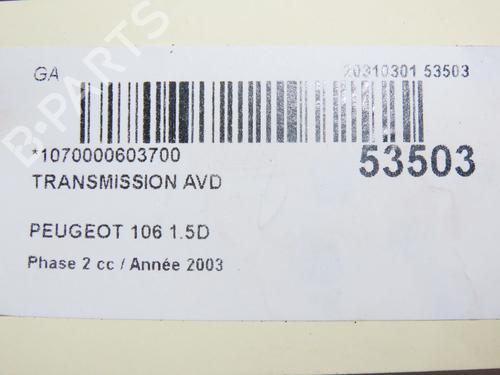 GA
20310301 53503
*1070000603700
53503
TRANSMISSION AVD
PEUGEOT 106 1.5D
Phase 2 cc / Année 2003
B-PARTS